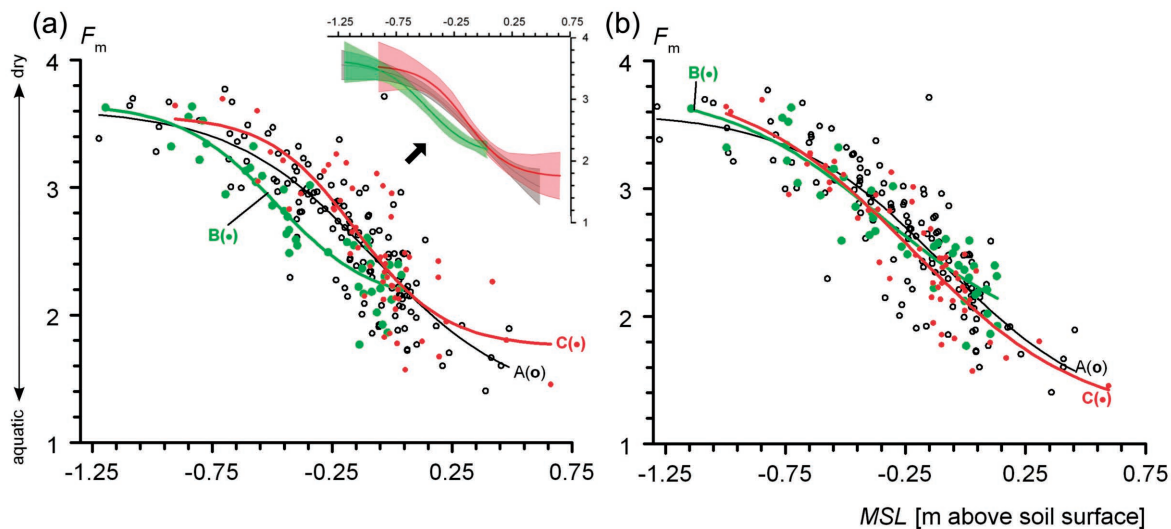 (a)
F_m
-1.25 -0.75 -0.25 0.25 0.75
4
3
2
1
B(•)
C(•)
A(o)
4
3
2
1
dry
aquatic
-1.25 -0.75 -0.25 0.25 0.75
(b)
F_m
B(•)
A(o)
C(•)
4
3
2
1
-1.25 -0.75 -0.25 0.25 0.75
MSL [m above soil surface]